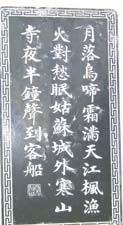 月落烏啼霜滿天江楓漁
火對愁眠姑蘇城外寒山
寺夜半鐘聲到客船